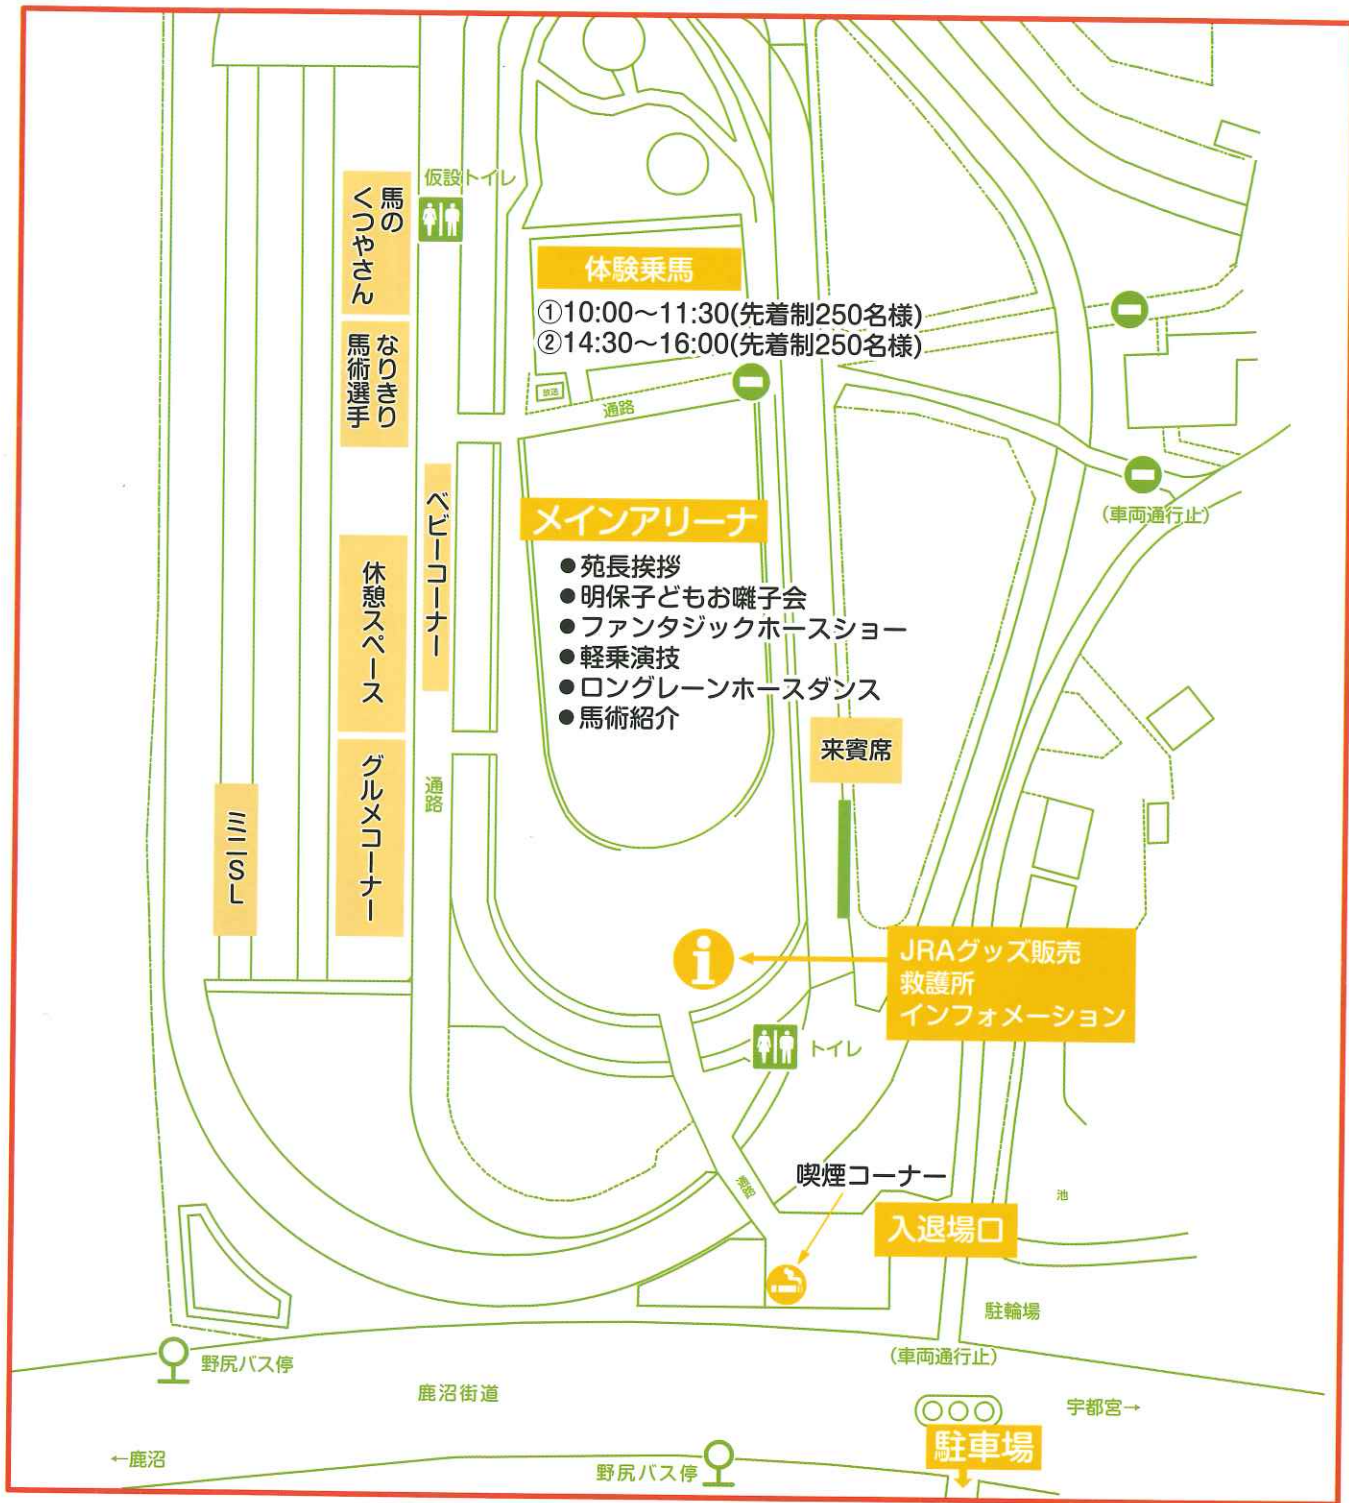 仮設トイレ
馬の
くつやさん
体験乗馬
①10:00～11:30(先着制250名様)
②14:30～16:00(先着制250名様)
なりきり
馬術選手
放送
通路
ベビーコーナー
メインアリーナ
(車両通行止)
●苑長挨拶
●明保子どもお囃子会
●ファンタジックホースショー
●軽乗演技
●ロングレーンホースダンス
●馬術紹介
休憩スペース
来賓席
グルメコーナー
通路
ミニSL
JRAグッズ販売
救護所
インフォメーション
トイレ
喫煙コーナー
通路
池
入退場口
駐輪場
(車両通行止)
野尻バス停
鹿沼街道
宇都宮→
駐車場
←鹿沼
野尻バス停